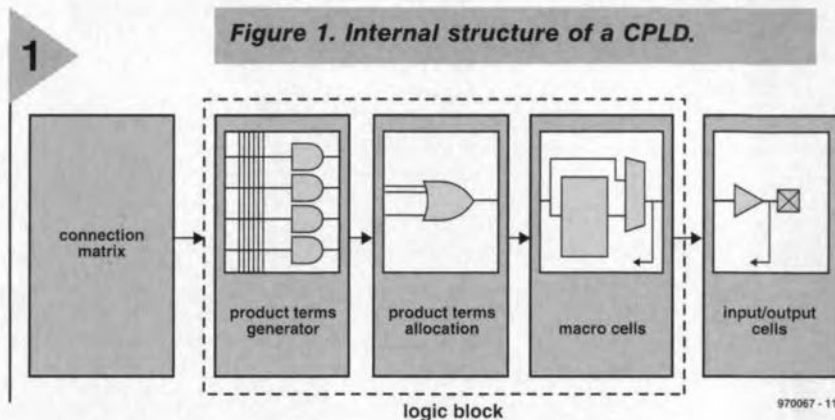 1
Figure 1. Internal structure of a CPLD.
connection
matrix
product terms
generator
product terms
allocation
macro cells
input/output
cells
logic block
970067 - 11